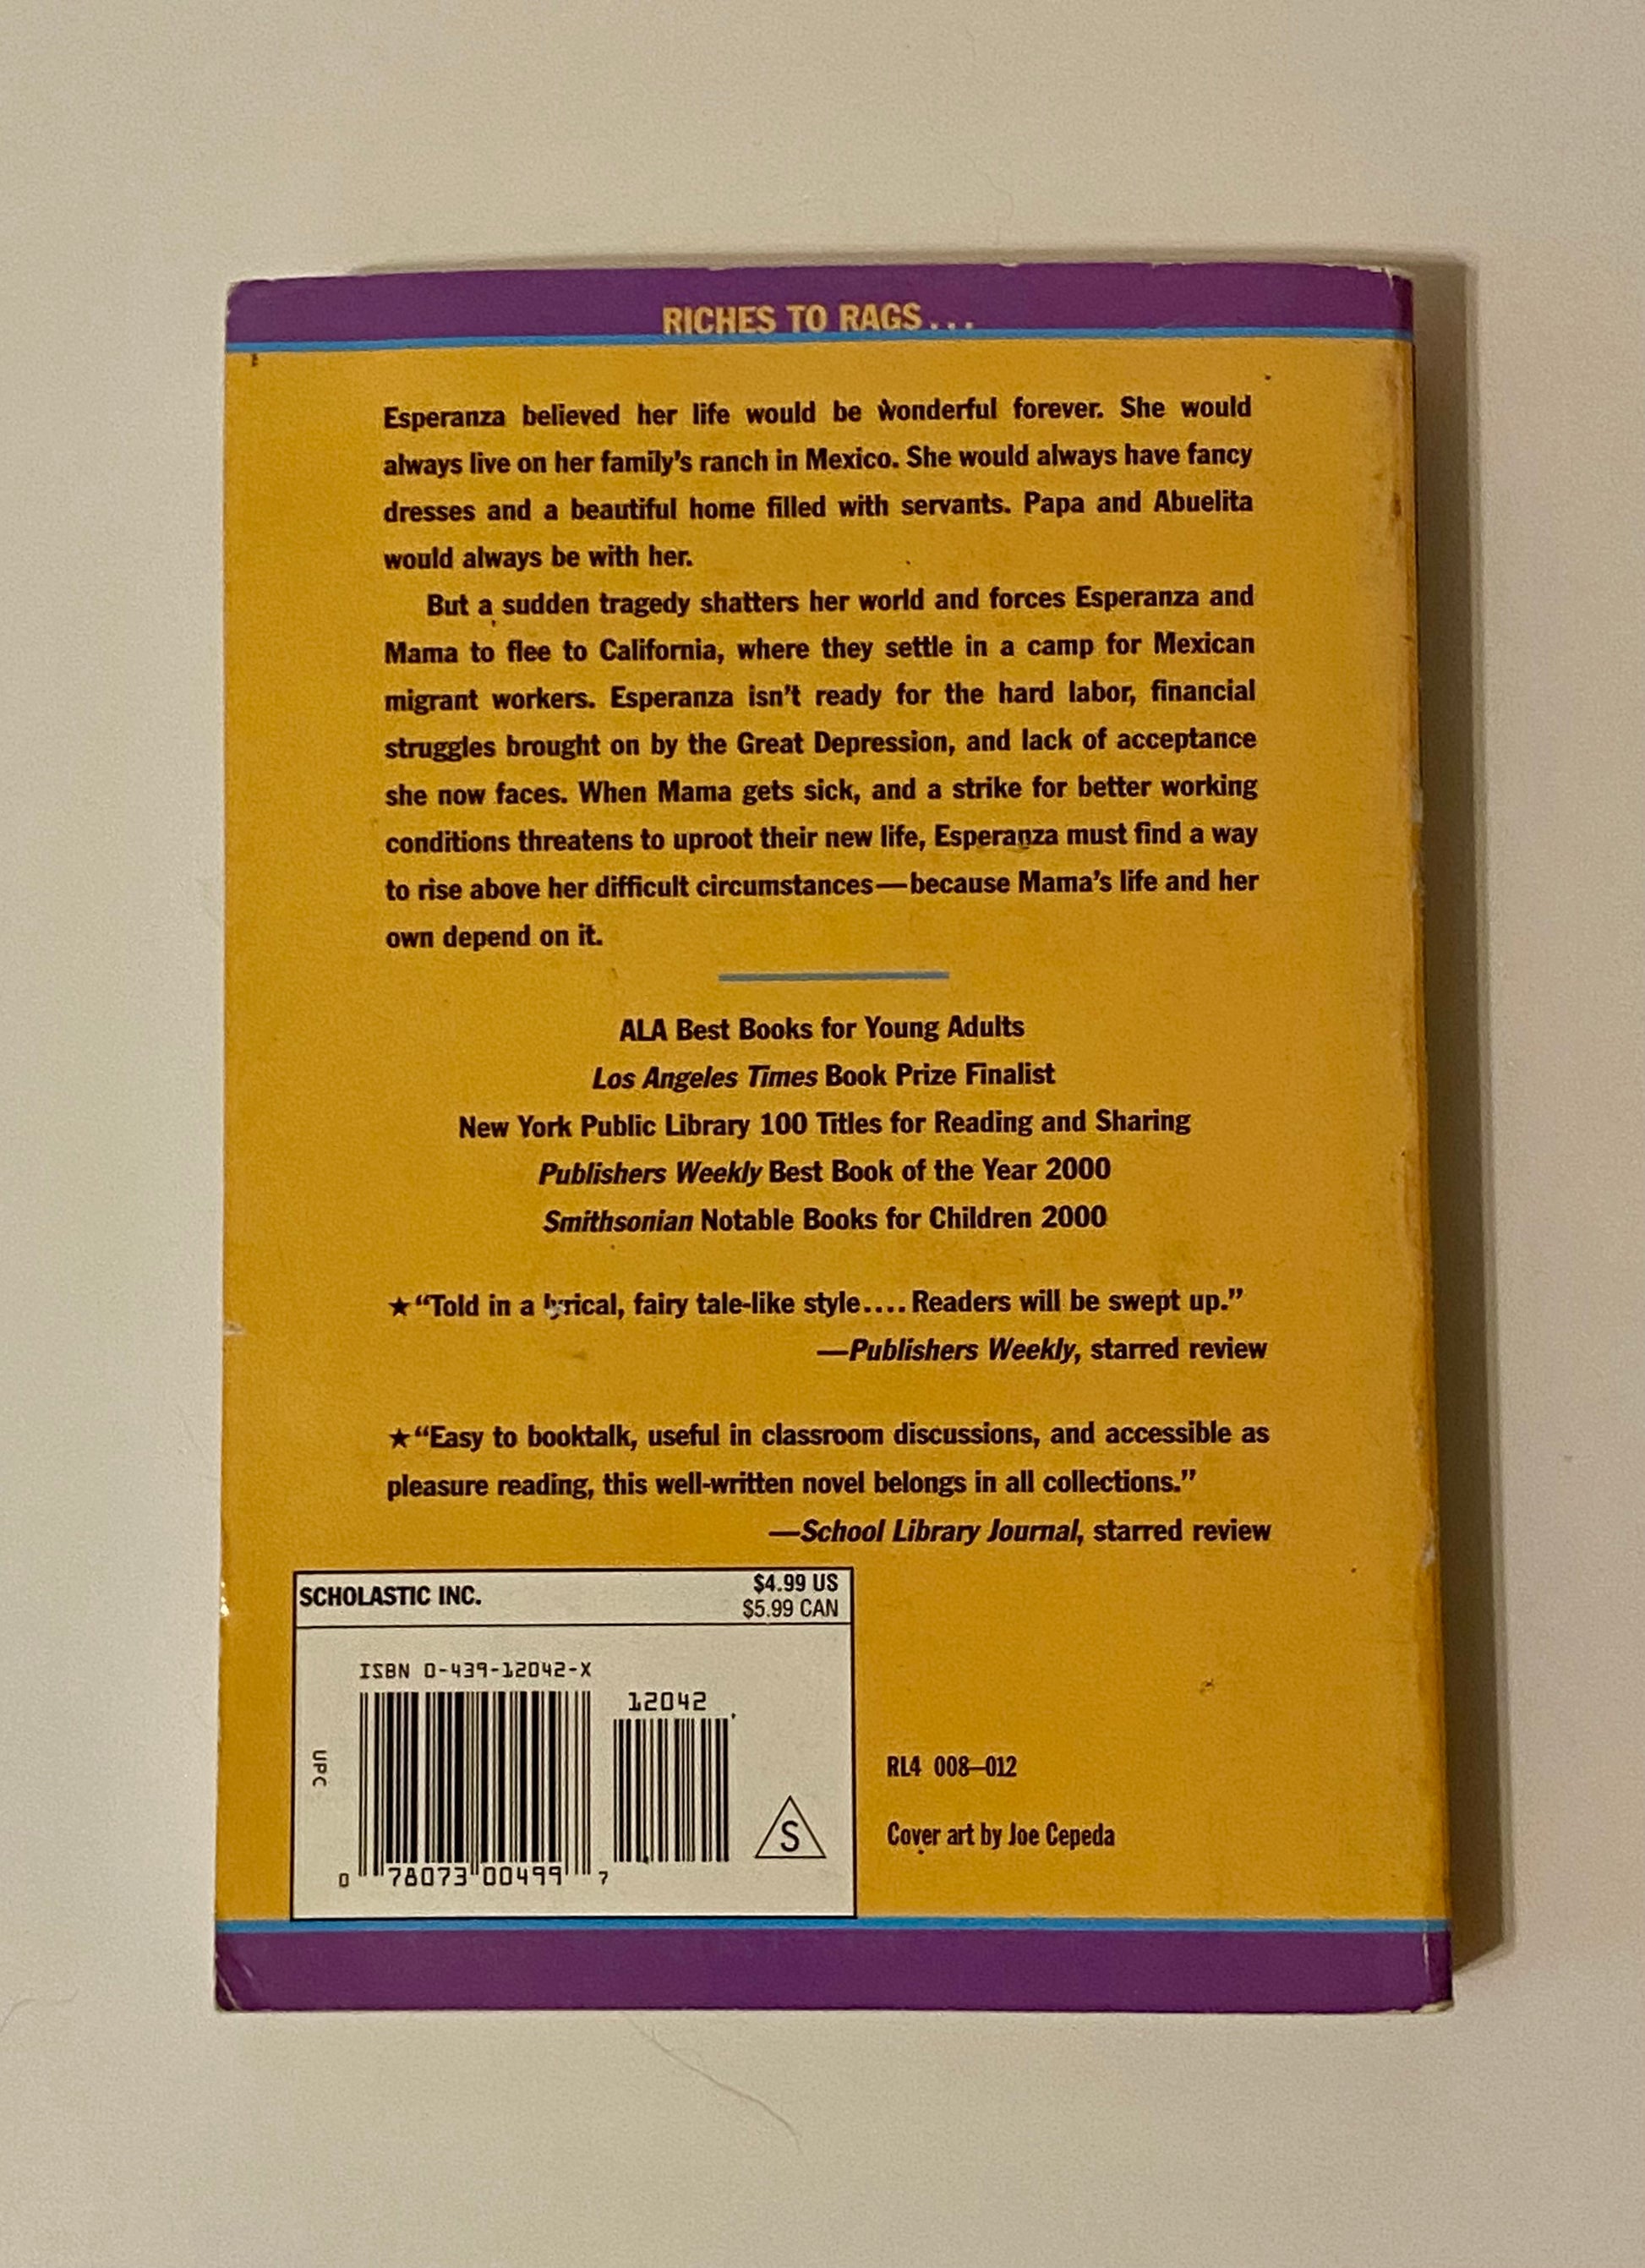 RICHES TO RAGS...
Esperanza believed her life would be wonderful forever. She would
always live on her family's ranch in Mexico. She would always have fancy
dresses and a beautiful home filled with servants. Papa and Abuelita
would always be with her.
But a sudden tragedy shatters her world and forces Esperanza and
Mama to flee to California, where they settle in a camp for Mexican
migrant workers. Esperanza isn't ready for the hard labor, financial
struggles brought on by the Great Depression, and lack of acceptance
she now faces. When Mama gets sick, and a strike for better working
conditions threatens to uproot their new life, Esperanza must find a way
to rise above her difficult circumstances—because Mama's life and her
own depend on it.
ALA Best Books for Young Adults
Los Angeles Times Book Prize Finalist
New York Public Library 100 Titles for Reading and Sharing
Publishers Weekly Best Book of the Year 2000
Smithsonian Notable Books for Children 2000
★"Told in a lyrical, fairy tale-like style.... Readers will be swept up."
—Publishers Weekly, starred review
★"Easy to booktalk, useful in classroom discussions, and accessible as
pleasure reading, this well-written novel belongs in all collections."
—School Library Journal, starred review
SCHOLASTIC INC.
$4.99 US
$5.99 CAN
ISBN 0-439-12042-X
12042
UPC
0 78073 00499 7
S
RL4 008–012
Cover art by Joe Cepeda